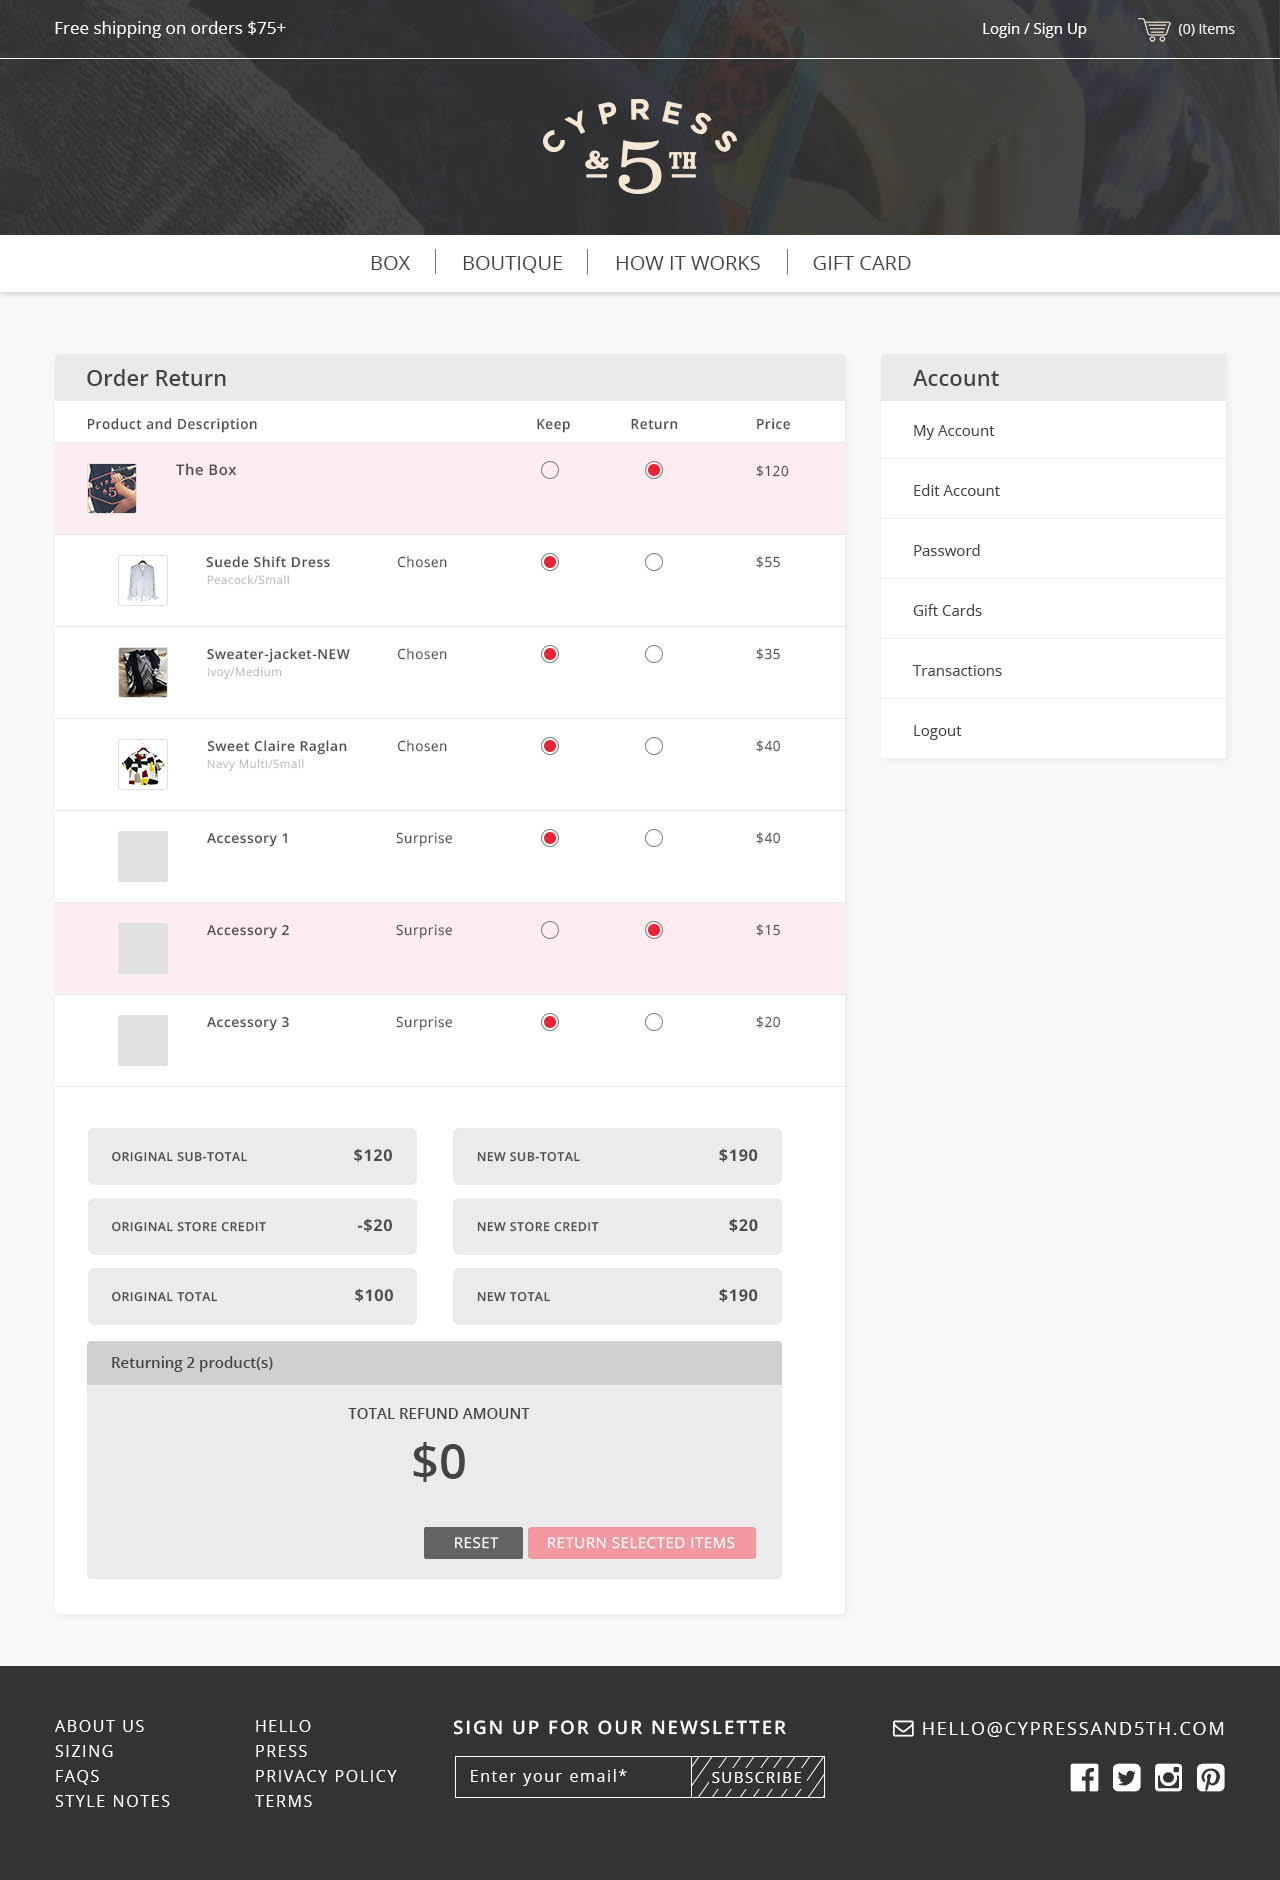 Free shipping on orders $75+
Login / Sign Up
(0) Items
CYPRESS
& 5TH
BOX
BOUTIQUE
HOW IT WORKS
GIFT CARD
Order Return
Product and Description Keep Return Price
The Box $120
Suede Shift Dress Chosen $55
Peacock/Small
Sweater-jacket-NEW Chosen $35
Ivoy/Medium
Sweet Claire Raglan Chosen $40
Navy Multi/Small
Accessory 1 Surprise $40
Accessory 2 Surprise $15
Accessory 3 Surprise $20
ORIGINAL SUB-TOTAL $120
NEW SUB-TOTAL $190
ORIGINAL STORE CREDIT -$20
NEW STORE CREDIT $20
ORIGINAL TOTAL $100
NEW TOTAL $190
Returning 2 product(s)
TOTAL REFUND AMOUNT
$0
RESET
RETURN SELECTED ITEMS
Account
My Account
Edit Account
Password
Gift Cards
Transactions
Logout
ABOUT US
SIZING
FAQS
STYLE NOTES
HELLO
PRESS
PRIVACY POLICY
TERMS
SIGN UP FOR OUR NEWSLETTER
Enter your email*
SUBSCRIBE
HELLO@CYPRESSAND5TH.COM